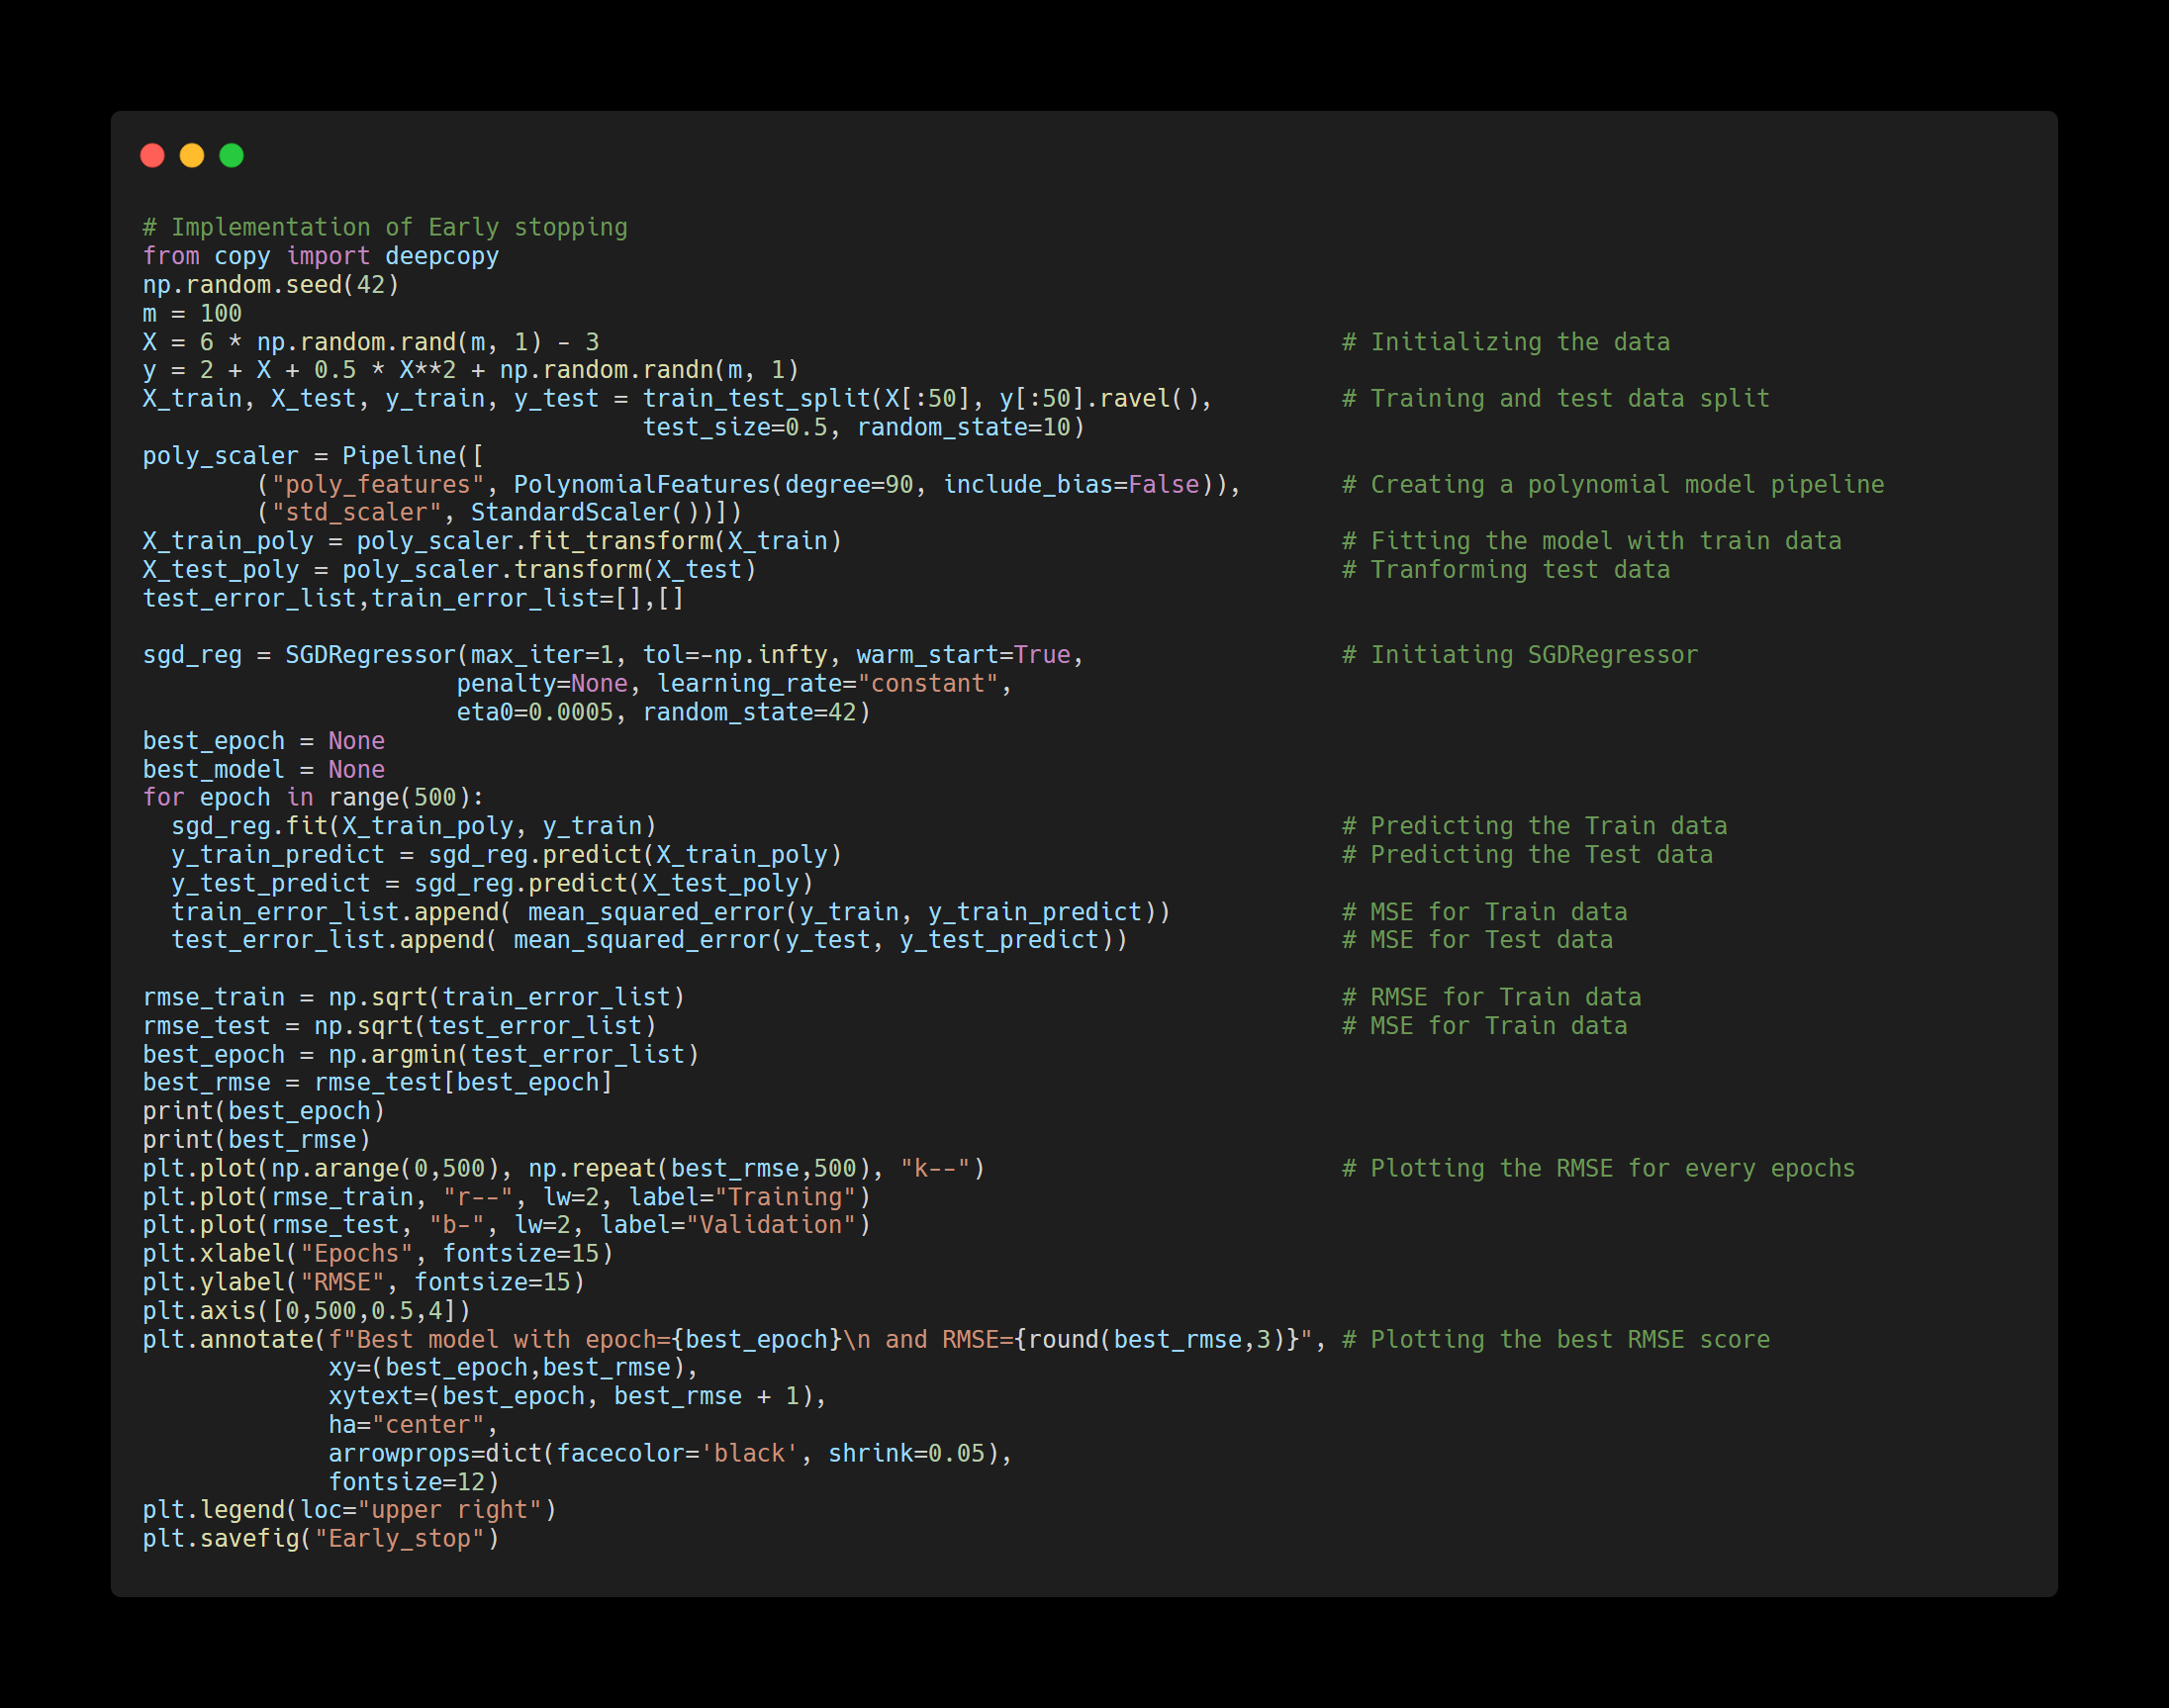 # Implementation of Early stopping
from copy import deepcopy
np.random.seed(42)
m = 100
X = 6 * np.random.rand(m, 1) - 3 # Initializing the data
y = 2 + X + 0.5 * X**2 + np.random.randn(m, 1)
X_train, X_test, y_train, y_test = train_test_split(X[:50], y[:50].ravel(), # Training and test data split
test_size=0.5, random_state=10)
poly_scaler = Pipeline([
("poly_features", PolynomialFeatures(degree=90, include_bias=False)), # Creating a polynomial model pipeline
("std_scaler", StandardScaler())])
X_train_poly = poly_scaler.fit_transform(X_train) # Fitting the model with train data
X_test_poly = poly_scaler.transform(X_test) # Tranforming test data
test_error_list,train_error_list=[],[]
sgd_reg = SGDRegressor(max_iter=1, tol=-np.infty, warm_start=True, # Initiating SGDRegressor
penalty=None, learning_rate="constant",
eta0=0.0005, random_state=42)
best_epoch = None
best_model = None
for epoch in range(500):
sgd_reg.fit(X_train_poly, y_train) # Predicting the Train data
y_train_predict = sgd_reg.predict(X_train_poly) # Predicting the Test data
y_test_predict = sgd_reg.predict(X_test_poly)
train_error_list.append( mean_squared_error(y_train, y_train_predict)) # MSE for Train data
test_error_list.append( mean_squared_error(y_test, y_test_predict)) # MSE for Test data
rmse_train = np.sqrt(train_error_list) # RMSE for Train data
rmse_test = np.sqrt(test_error_list) # MSE for Train data
best_epoch = np.argmin(test_error_list)
best_rmse = rmse_test[best_epoch]
print(best_epoch)
print(best_rmse)
plt.plot(np.arange(0,500), np.repeat(best_rmse,500), "k--") # Plotting the RMSE for every epochs
plt.plot(rmse_train, "r--", lw=2, label="Training")
plt.plot(rmse_test, "b-", lw=2, label="Validation")
plt.xlabel("Epochs", fontsize=15)
plt.ylabel("RMSE", fontsize=15)
plt.axis([0,500,0.5,4])
plt.annotate(f"Best model with epoch={best_epoch}\n and RMSE={round(best_rmse,3)}", # Plotting the best RMSE score
xy=(best_epoch,best_rmse),
xytext=(best_epoch, best_rmse + 1),
ha="center",
arrowprops=dict(facecolor='black', shrink=0.05),
fontsize=12)
plt.legend(loc="upper right")
plt.savefig("Early_stop")